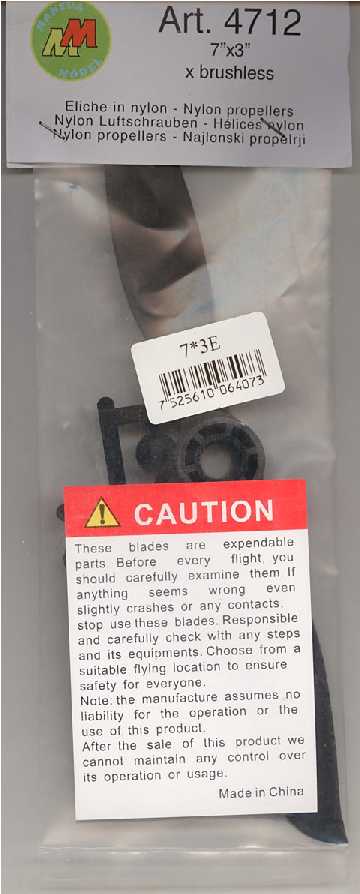 MANTUA
MM
MODEL
Art. 4712
7"x3"
x brushless
Eliche in nylon - Nylon propellers
Nylon Luftschrauben - Hélices nylon
Nylon propellers - Najlonski propelrji
7*3E
7 525610 064073
CAUTION
These blades are expendable
parts. Before every flight, you
should carefully examine them. If
anything seems wrong even
slightly crashes or any contacts.
stop use these blades. Responsible
and carefully check with any steps
and its equipments. Choose from a
suitable flying location to ensure
safety for everyone.
Note: the manufacture assumes no
liability for the operation or the
use of this product.
After the sale of this product we
cannot maintain any control over
its operation or usage.
Made in China